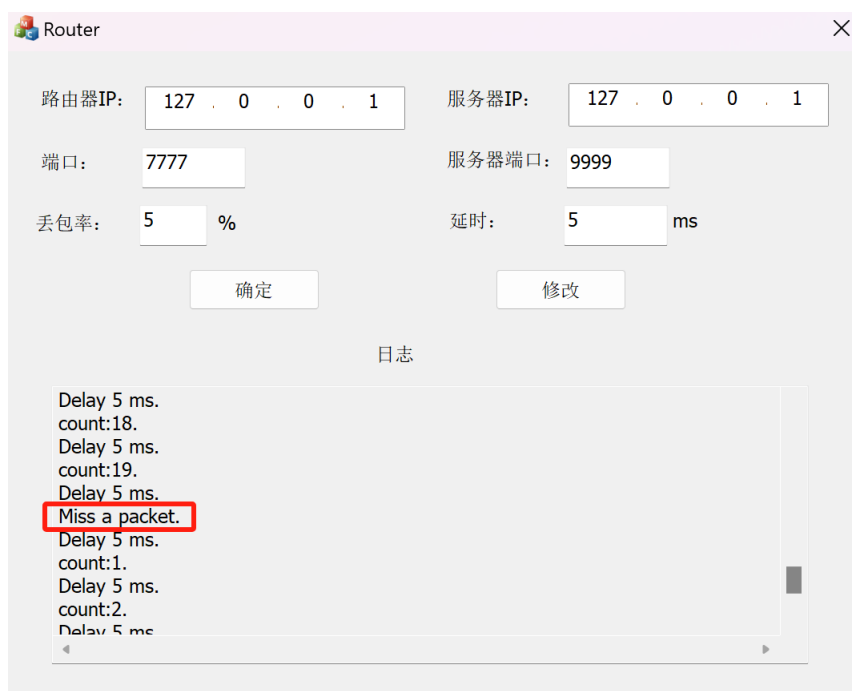 Router
路由器IP: 127 . 0 . 0 . 1 服务器IP: 127 . 0 . 0 . 1
端口: 7777 服务器端口: 9999
丢包率: 5 % 延时: 5 ms
确定 修改
日志
Delay 5 ms.
count:18.
Delay 5 ms.
count:19.
Delay 5 ms.
Miss a packet.
Delay 5 ms.
count:1.
Delay 5 ms.
count:2.
Delay 5 ms